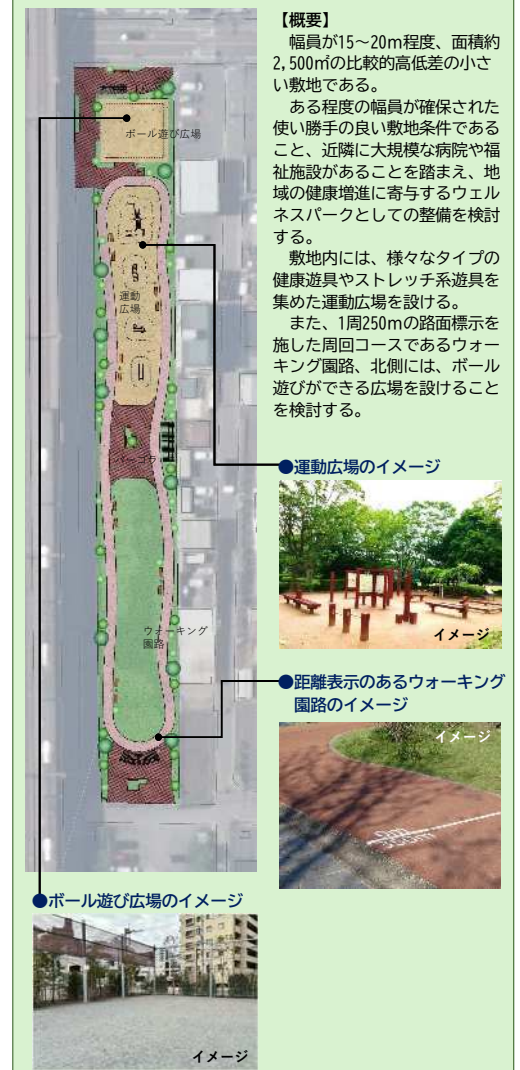 【概要】
　幅員が15～20m程度、面積約
2,500㎡の比較的高低差の小さ
い敷地である。
　ある程度の幅員が確保された
使い勝手の良い敷地条件である
こと、近隣に大規模な病院や福
祉施設があることを踏まえ、地
域の健康増進に寄与するウェル
ネスパークとしての整備を検討
する。
　敷地内には、様々なタイプの
健康遊具やストレッチ系遊具を
集めた運動広場を設ける。
　また、1周250mの路面標示を
施した周回コースであるウォー
キング園路、北側には、ボール
遊びができる広場を設けること
を検討する。
ボール遊び広場
運動
広場
パーゴラ
ウォーキング
園路
●運動広場のイメージ
イメージ
●距離表示のあるウォーキング
園路のイメージ
イメージ
0m
●ボール遊び広場のイメージ
イメージ